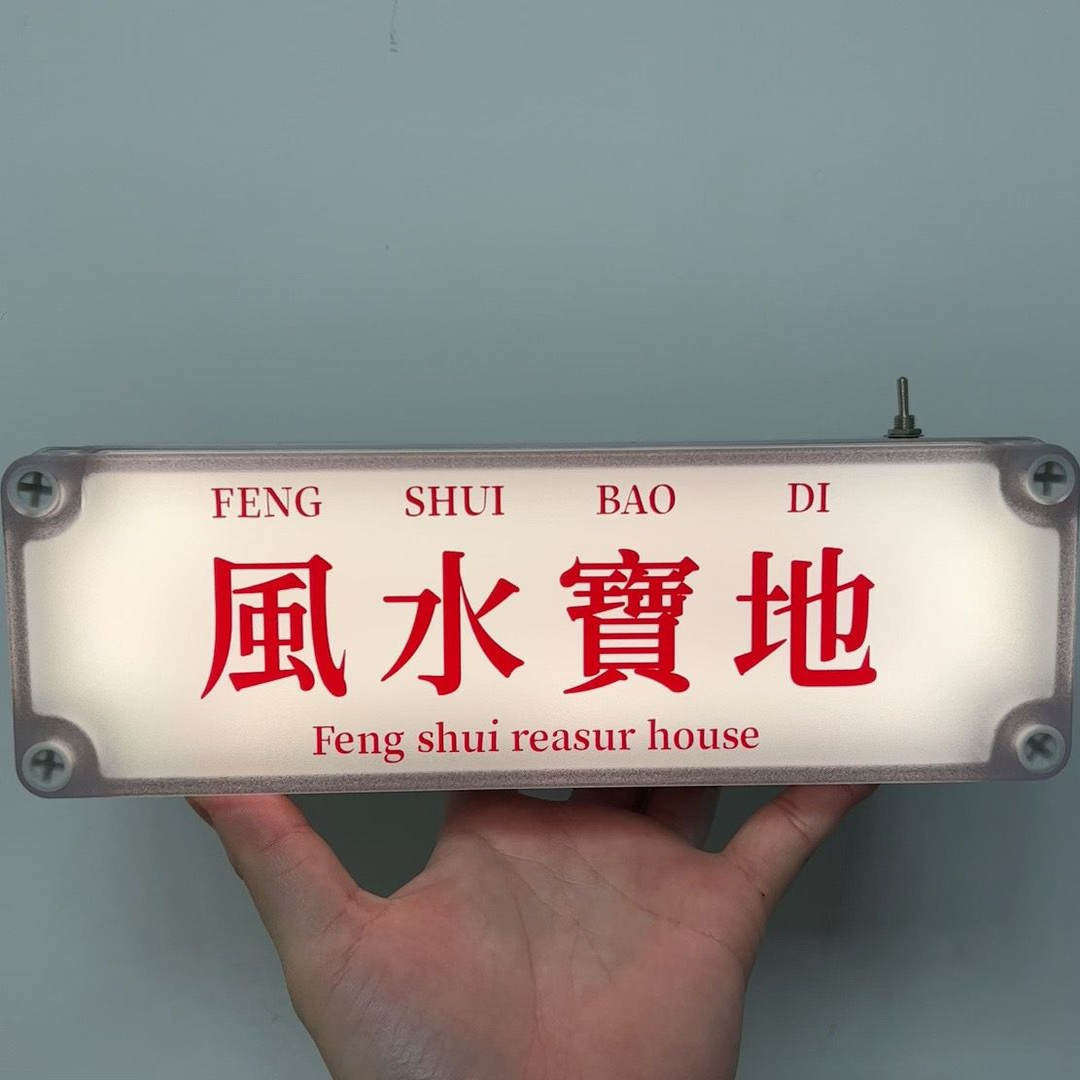 FENG SHUI BAO DI
風水寶地
Feng shui reasur house